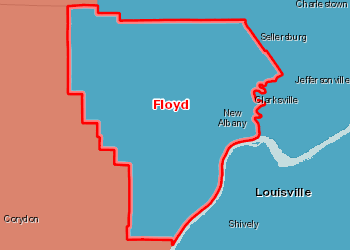 Charlestown
Sellersburg
Jeffersonville
Clarksville
Floyd
New
Albany
Louisville
Corydon
Shively